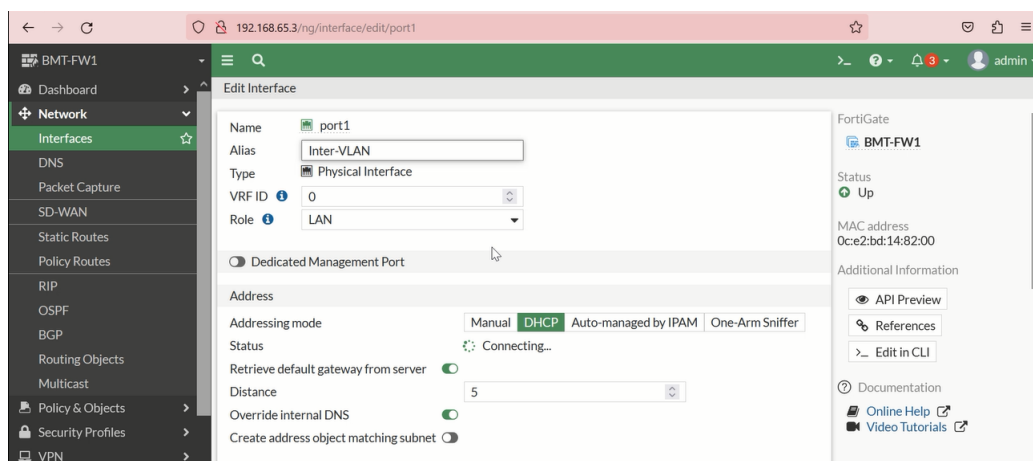 192.168.65.3/ng/interface/edit/port1
BMT-FW1
3
admin
Dashboard
Network
Interfaces
DNS
Packet Capture
SD-WAN
Static Routes
Policy Routes
RIP
OSPF
BGP
Routing Objects
Multicast
Policy & Objects
Security Profiles
VPN
Edit Interface
Name port1
Alias Inter-VLAN
Type Physical Interface
VRF ID 0
Role LAN
Dedicated Management Port
Address
Addressing mode Manual DHCP Auto-managed by IPAM One-Arm Sniffer
Status Connecting...
Retrieve default gateway from server
Distance 5
Override internal DNS
Create address object matching subnet
FortiGate
BMT-FW1
Status
Up
MAC address
0c:e2:bd:14:82:00
Additional Information
API Preview
References
>_ Edit in CLI
Documentation
Online Help
Video Tutorials